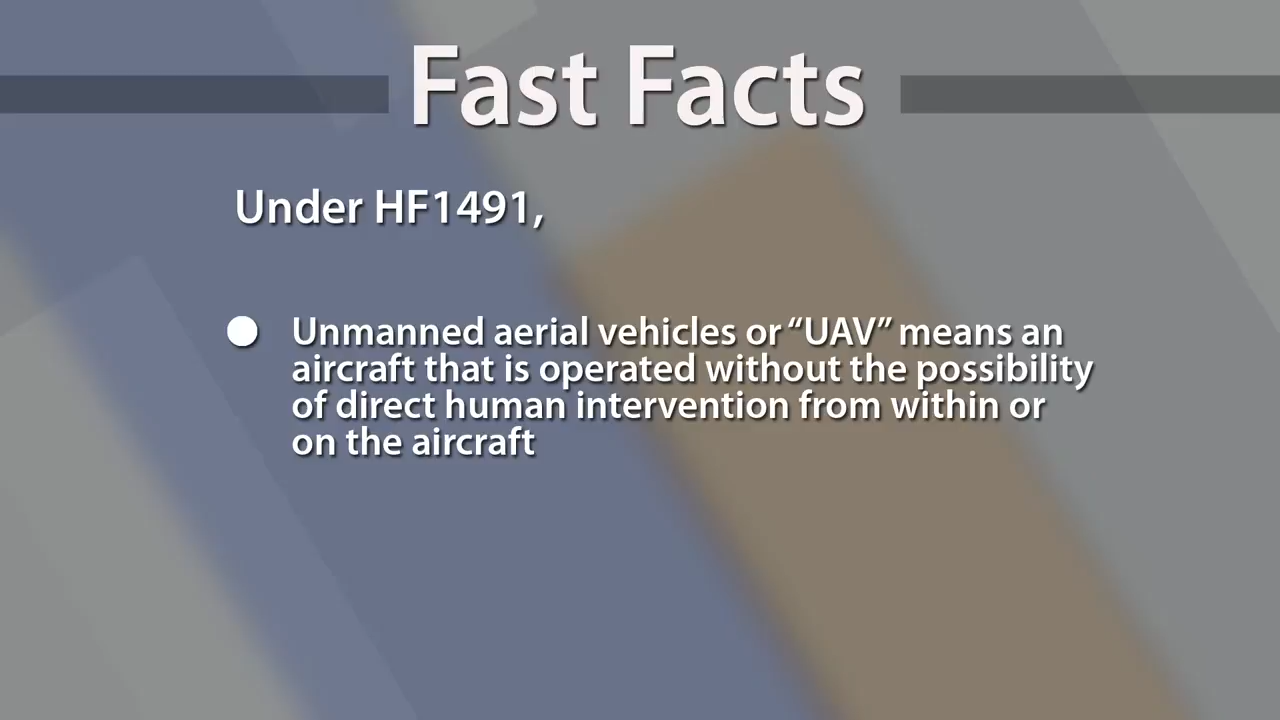 Fast Facts
Under HF1491,
Unmanned aerial vehicles or “UAV” means an
aircraft that is operated without the possibility
of direct human intervention from within or
on the aircraft